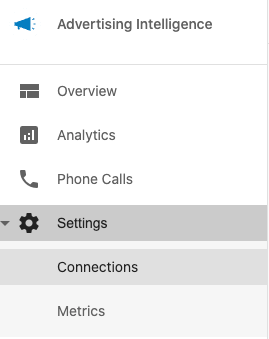 Advertising Intelligence
Overview
Analytics
Phone Calls
Settings
Connections
Metrics